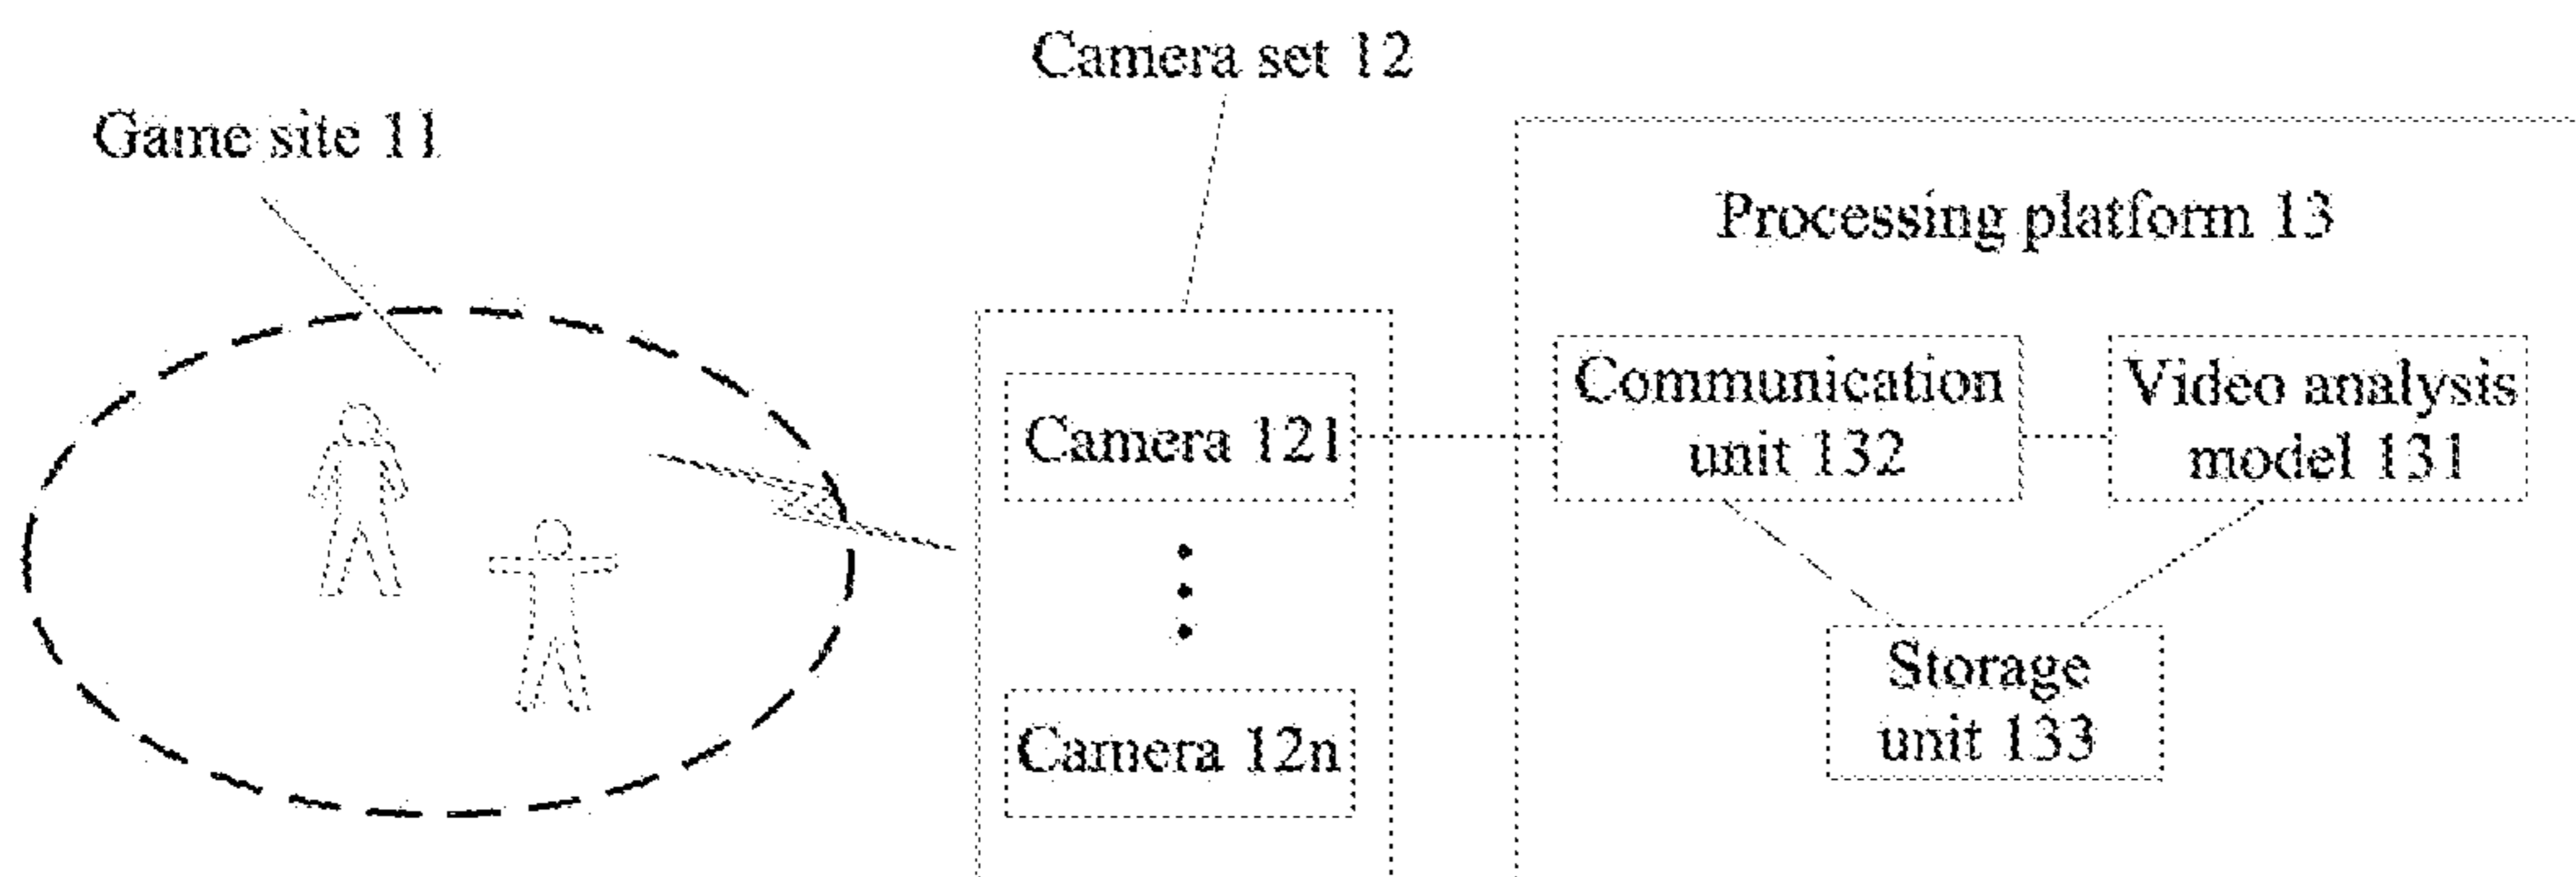 Camera set 12
Game site 11
Processing platform 13
Camera 121
Communication
unit 132
Video analysis
model 131
Storage
unit 133
Camera 12n